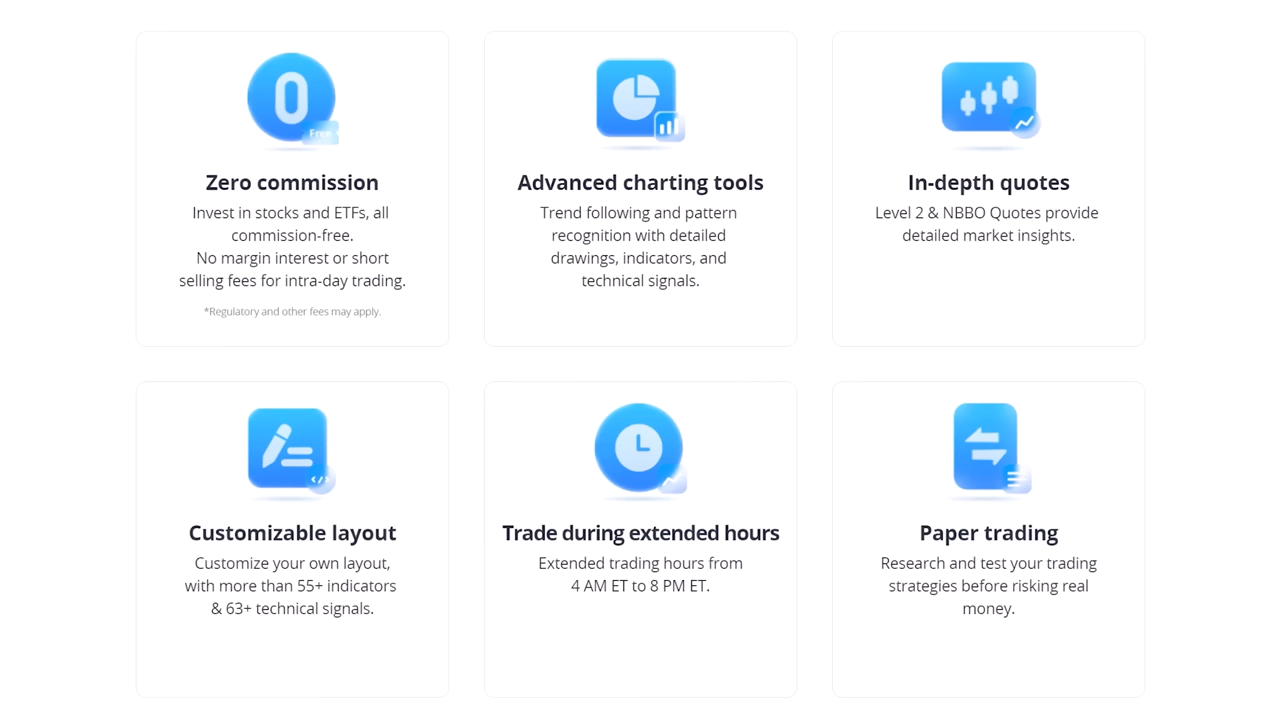 0
Free
Zero commission
Invest in stocks and ETFs, all
commission-free.
No margin interest or short
selling fees for intra-day trading.
*Regulatory and other fees may apply.
Advanced charting tools
Trend following and pattern
recognition with detailed
drawings, indicators, and
technical signals.
In-depth quotes
Level 2 & NBBO Quotes provide
detailed market insights.
</>
Customizable layout
Customize your own layout,
with more than 55+ indicators
& 63+ technical signals.
Trade during extended hours
Extended trading hours from
4 AM ET to 8 PM ET.
Paper trading
Research and test your trading
strategies before risking real
money.